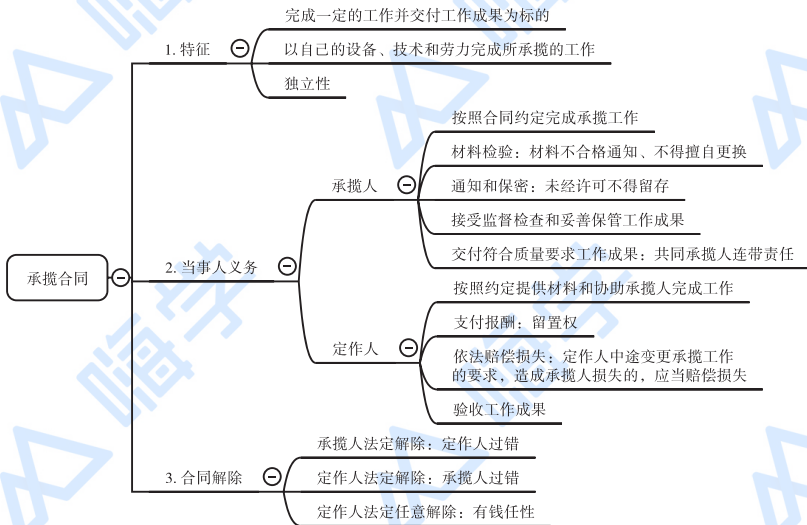 承揽合同
1. 特征
完成一定的工作并交付工作成果为标的
以自己的设备、技术和劳力完成所承揽的工作
独立性
2. 当事人义务
承揽人
按照合同约定完成承揽工作
材料检验：材料不合格通知、不得擅自更换
通知和保密：未经许可不得留存
接受监督检查和妥善保管工作成果
交付符合质量要求工作成果：共同承揽人连带责任
定作人
按照约定提供材料和协助承揽人完成工作
支付报酬：留置权
依法赔偿损失：定作人中途变更承揽工作
的要求，造成承揽人损失的，应当赔偿损失
验收工作成果
3. 合同解除
承揽人法定解除：定作人过错
定作人法定解除：承揽人过错
定作人法定任意解除：有钱任性
嗨学
嗨学